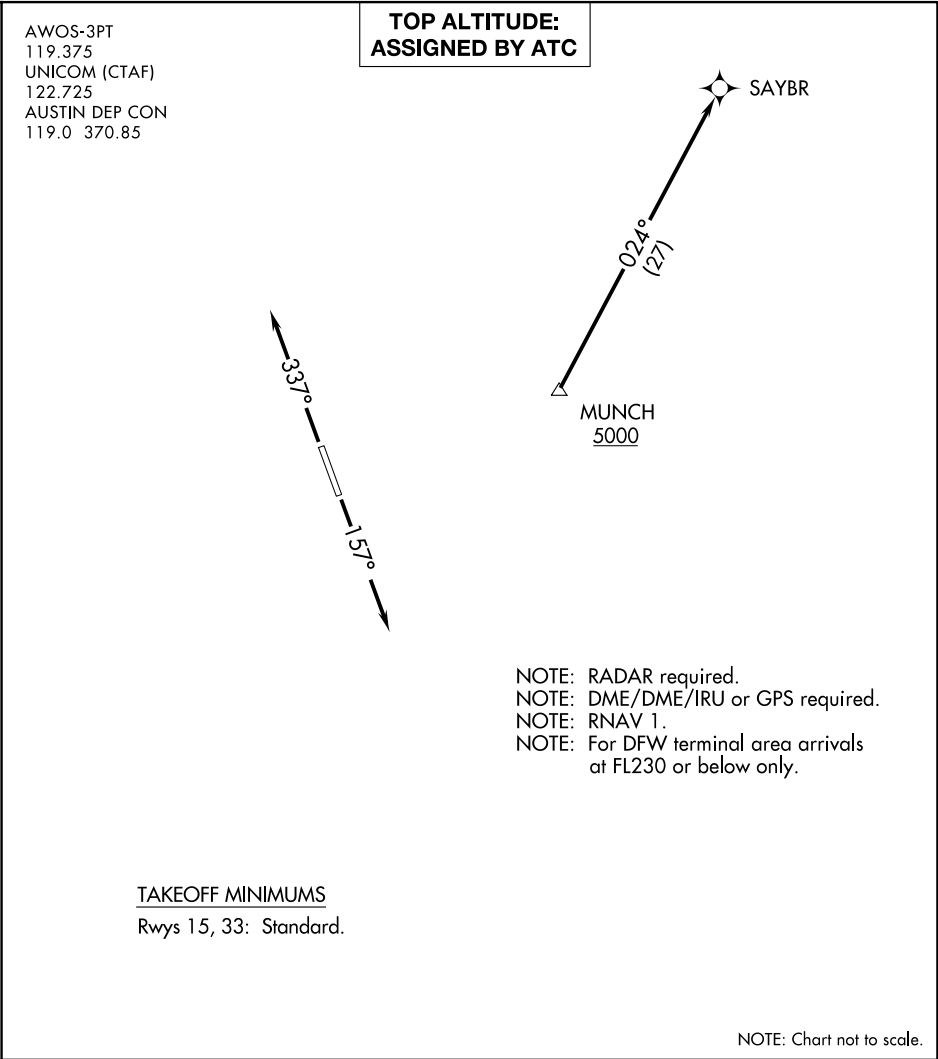 AWOS-3PT
119.375
UNICOM (CTAF)
122.725
AUSTIN DEP CON
119.0 370.85
TOP ALTITUDE:
ASSIGNED BY ATC
SAYBR
024°
(27)
337°
MUNCH
5000
157°
NOTE: RADAR required.
NOTE: DME/DME/IRU or GPS required.
NOTE: RNAV 1.
NOTE: For DFW terminal area arrivals
at FL230 or below only.
TAKEOFF MINIMUMS
Rwys 15, 33: Standard.
NOTE: Chart not to scale.